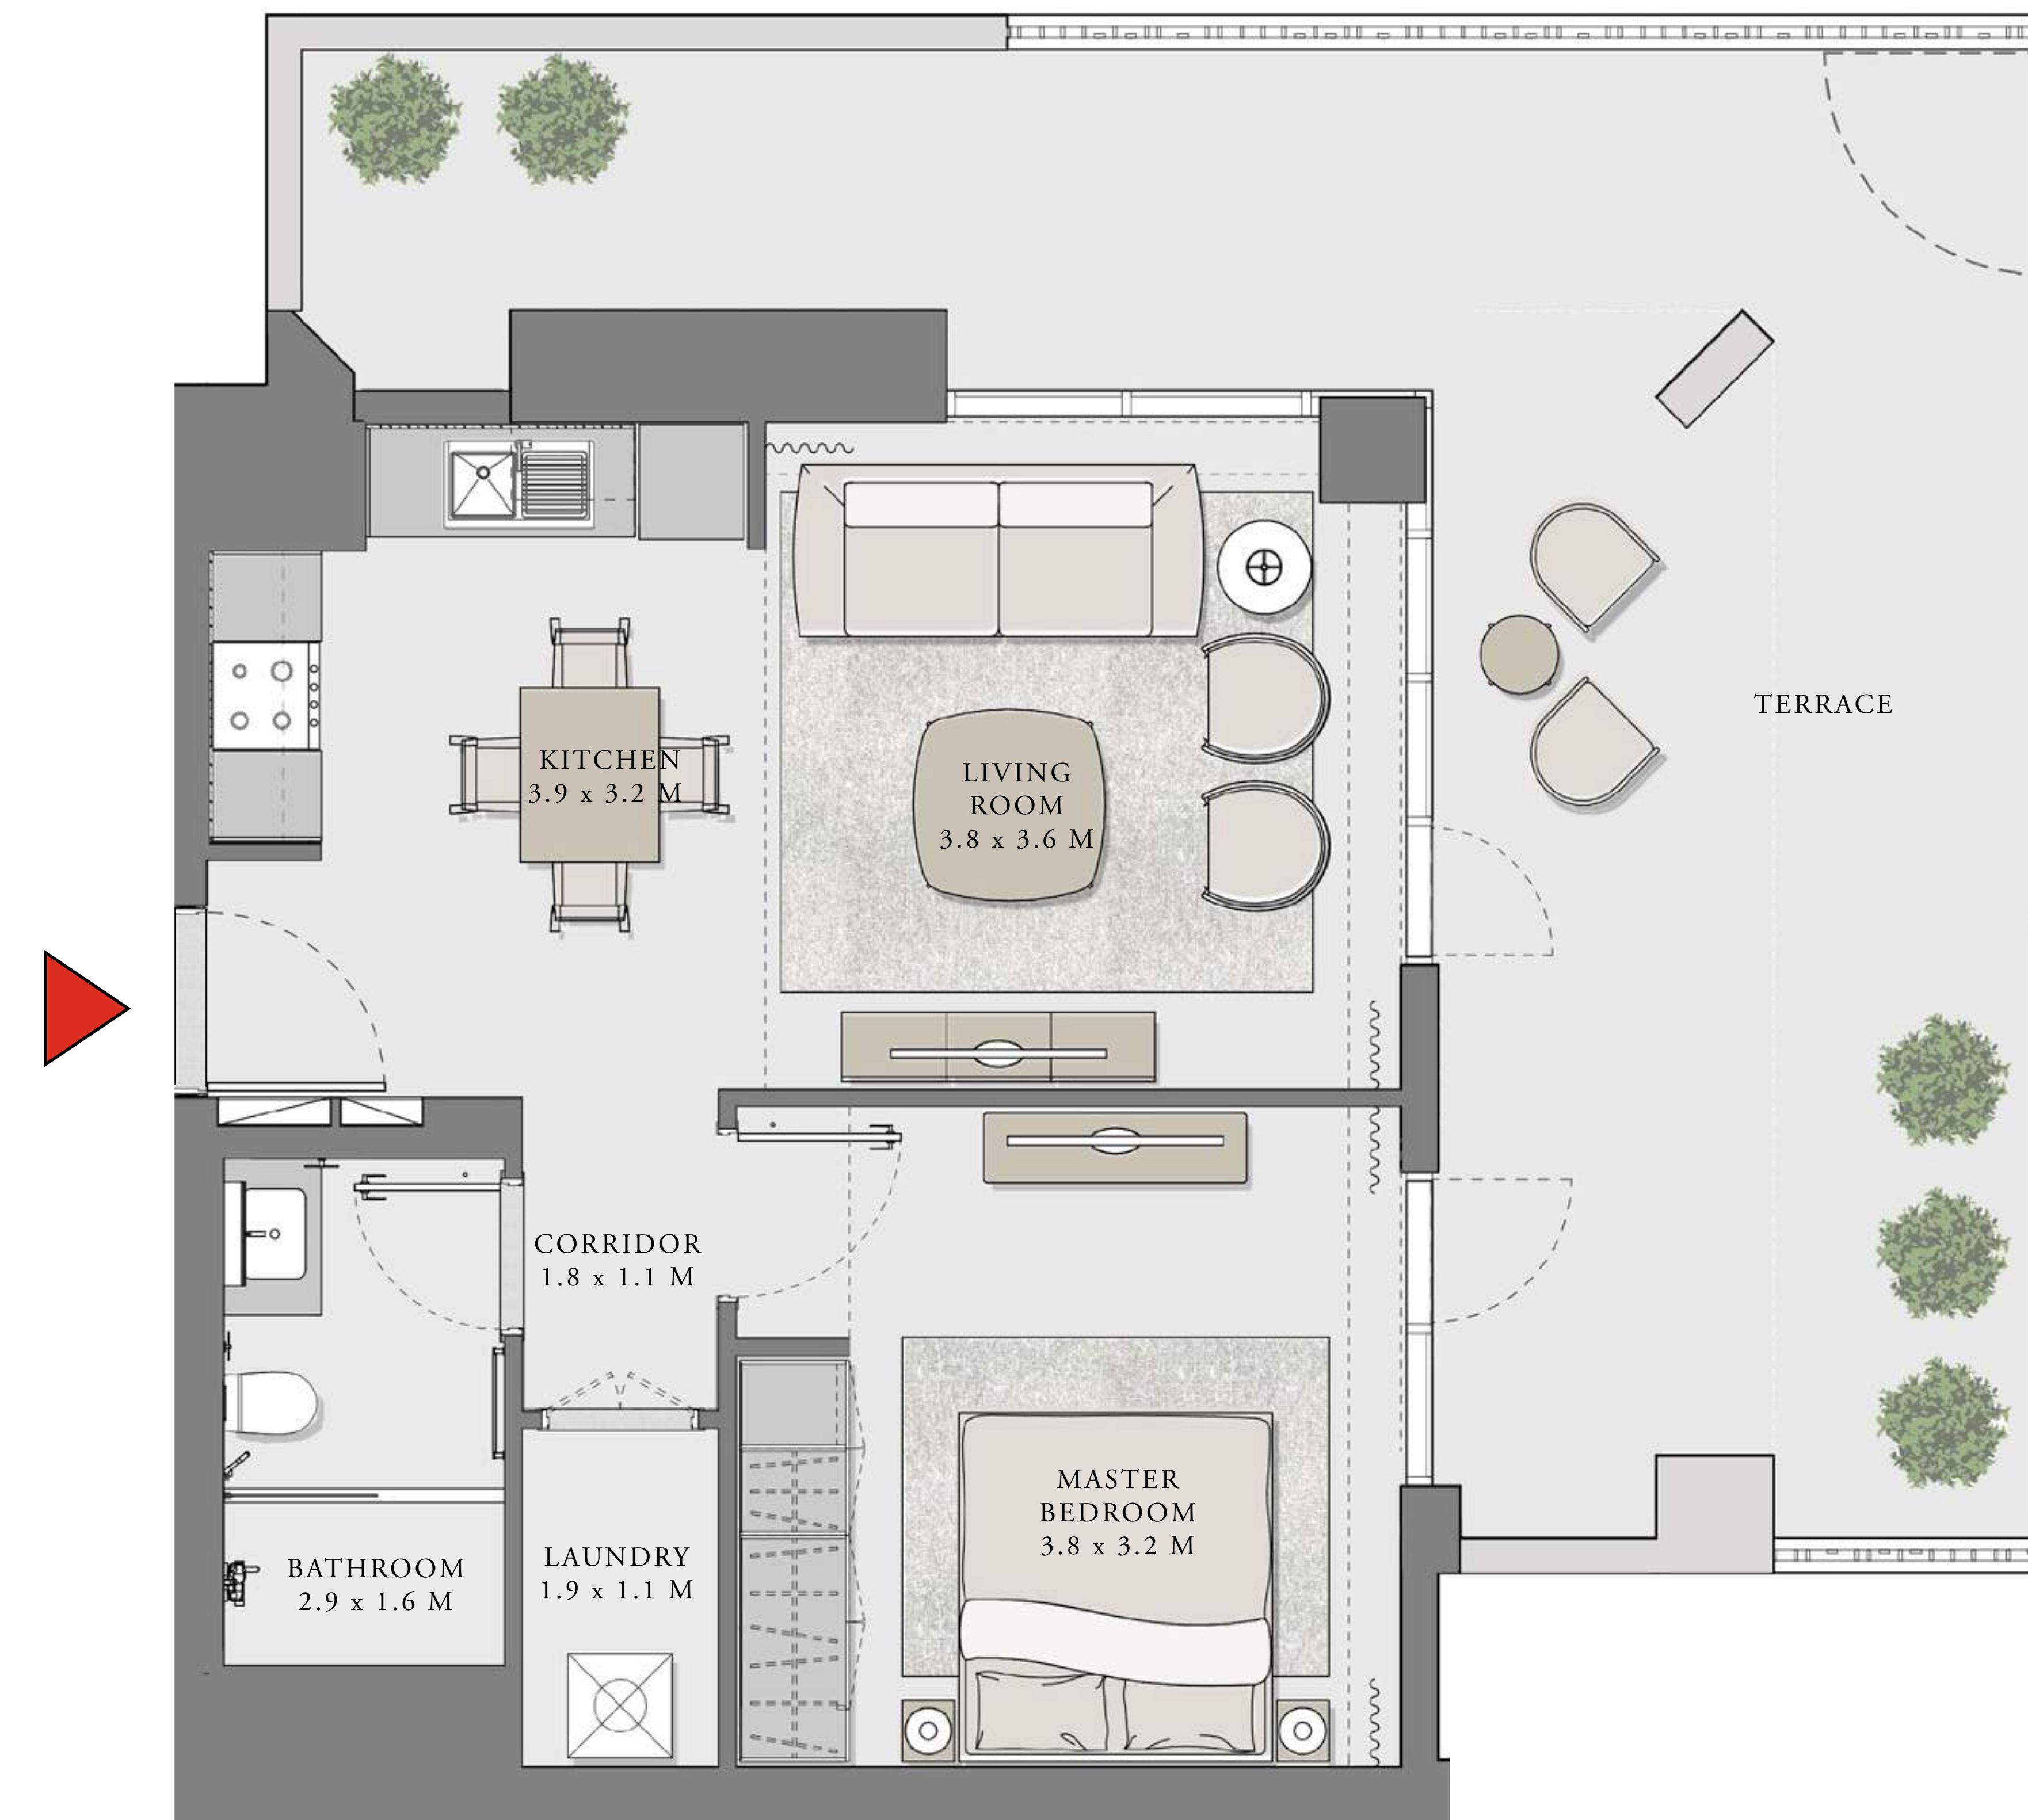 TERRACE
KITCHEN
3.9 x 3.2 M
LIVING
ROOM
3.8 x 3.6 M
CORRIDOR
1.8 x 1.1 M
MASTER
BEDROOM
3.8 x 3.2 M
LAUNDRY
1.9 x 1.1 M
BATHROOM
2.9 x 1.6 M